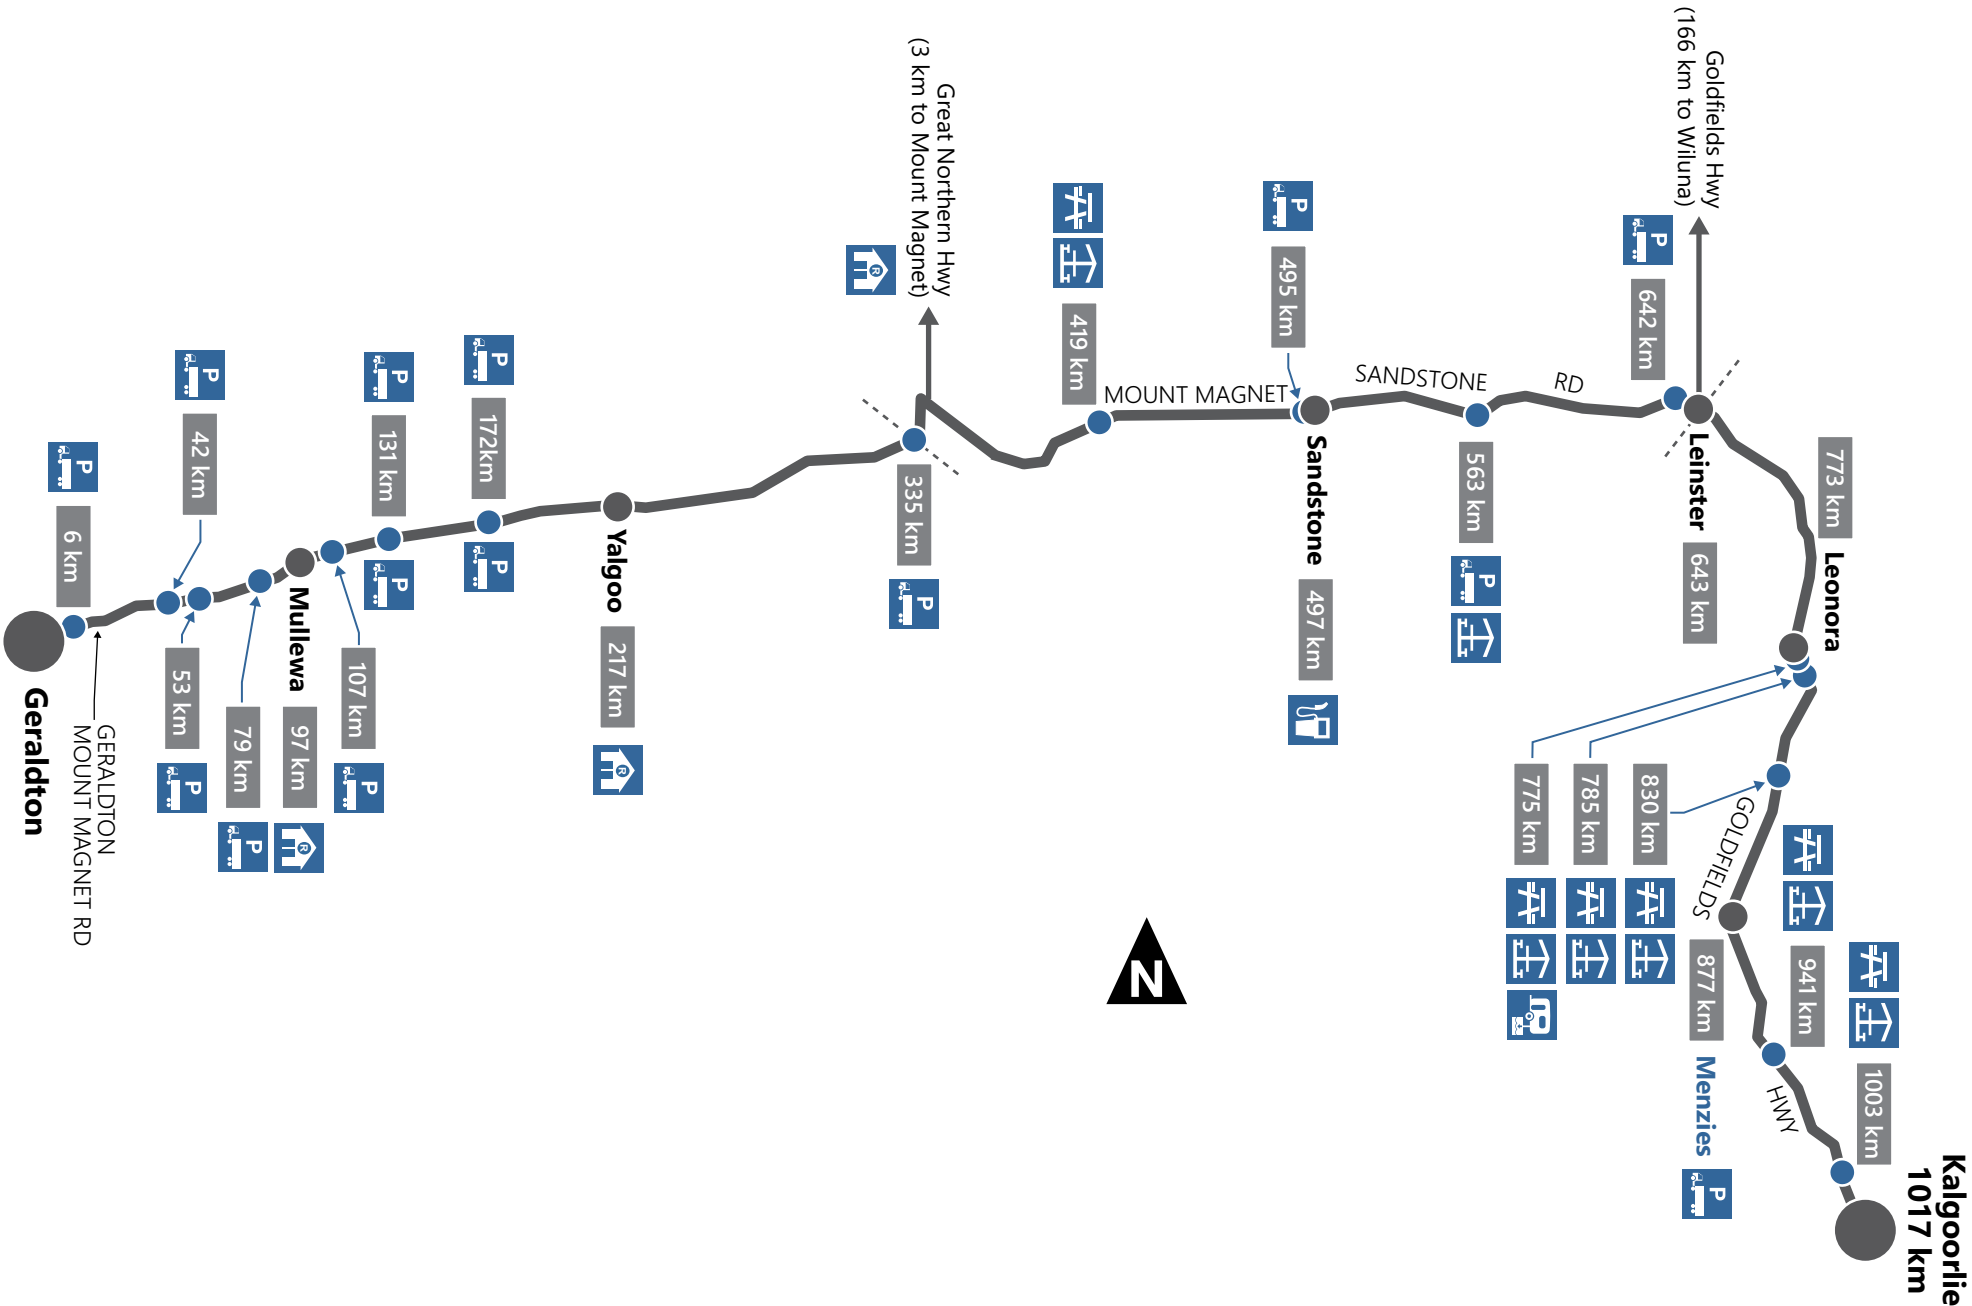 Geraldton
GERALDTON
MOUNT MAGNET RD
6 km
P
42 km
P
53 km
P
79 km
P
Mullewa
97 km
R
107 km
P
131 km
P
P
172km
P
P
Yalgoo
217 km
R
335 km
P
Great Northern Hwy
(3 km to Mount Magnet)
R
419 km
MOUNT MAGNET
SANDSTONE
RD
495 km
P
Sandstone
497 km
563 km
P
642 km
P
Goldfields Hwy
(166 km to Wiluna)
Leinster
643 km
773 km
Leonora
775 km
785 km
830 km
GOLDFIELDS
HWY
877 km
Menzies
P
941 km
1003 km
Kalgoorlie
1017 km
N